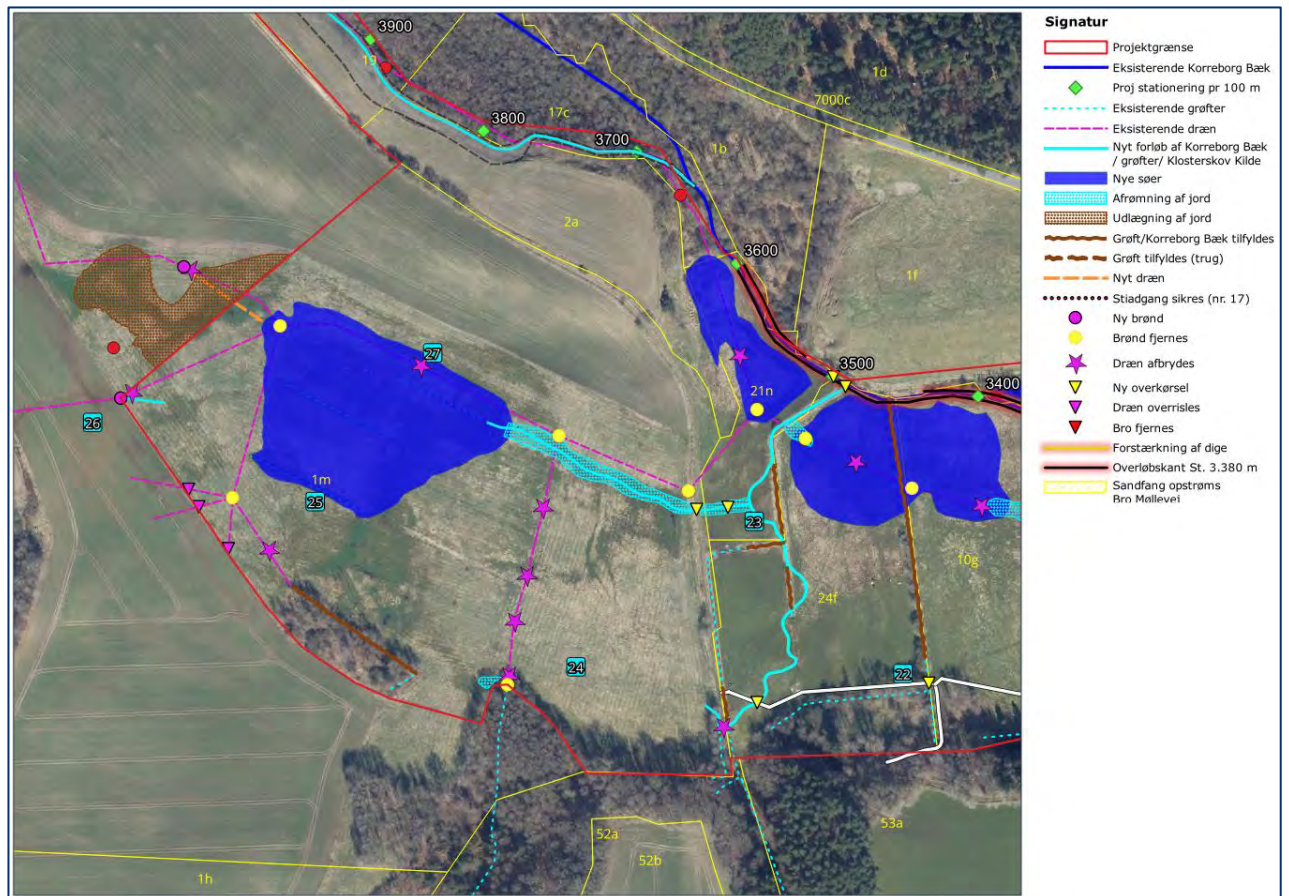 3900
19
1d
7000c
3800
17c
3700
1b
2a
3600
1f
27
3500
3400
21n
26
1m
25
23
10g
24f
24
22
52a
53a
52b
1h
Signatur
Projektgrænse
Eksisterende Korreborg Bæk
Proj stationering pr 100 m
Eksisterende grøfter
Eksisterende dræn
Nyt forløb af Korreborg Bæk
/ grøfter/ Klosterskov Kilde
Nye søer
Afrømning af jord
Udlægning af jord
Grøft/Korreborg Bæk tilfyldes
Grøft tilfyldes (trug)
Nyt dræn
Stiadgang sikres (nr. 17)
Ny brønd
Brønd fjernes
Dræn afbrydes
Ny overkørsel
Dræn overrisles
Bro fjernes
Forstærkning af dige
Overløbskant St. 3.380 m
Sandfang opstrøms
Bro Møllevej